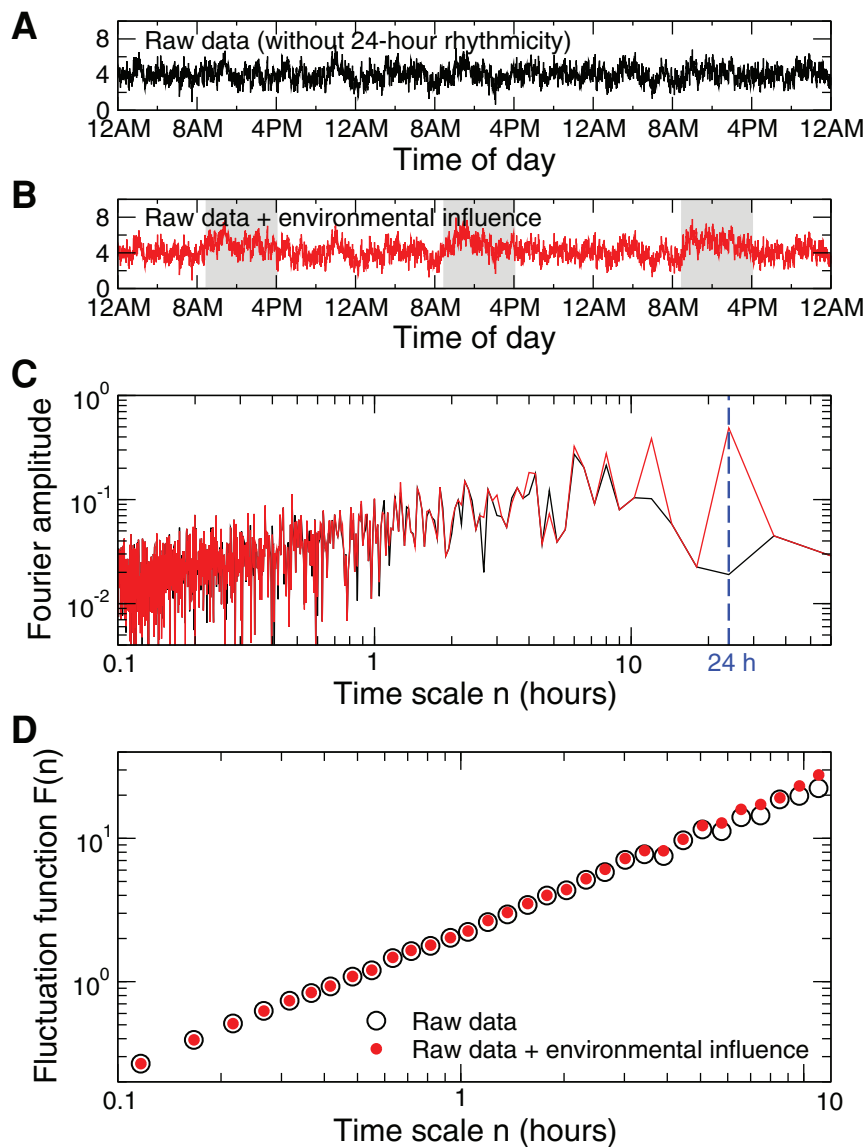 A
Raw data (without 24-hour rhythmicity)
8
4
0
12AM 8AM 4PM 12AM 8AM 4PM 12AM 8AM 4PM 12AM
Time of day
B
Raw data + environmental influence
8
4
0
12AM 8AM 4PM 12AM 8AM 4PM 12AM 8AM 4PM 12AM
Time of day
C
Fourier amplitude
10^0
10^-1
10^-2
0.1 1 10 24 h
Time scale n (hours)
D
Fluctuation function F(n)
10^1
10^0
Raw data
Raw data + environmental influence
0.1 1 10
Time scale n (hours)